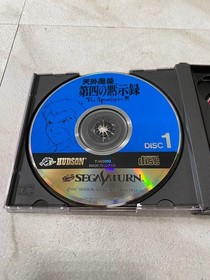 天外魔境
第四の黙示録
The Apocalypse IV
DISC 1
HUDSON
SEGA SATURN